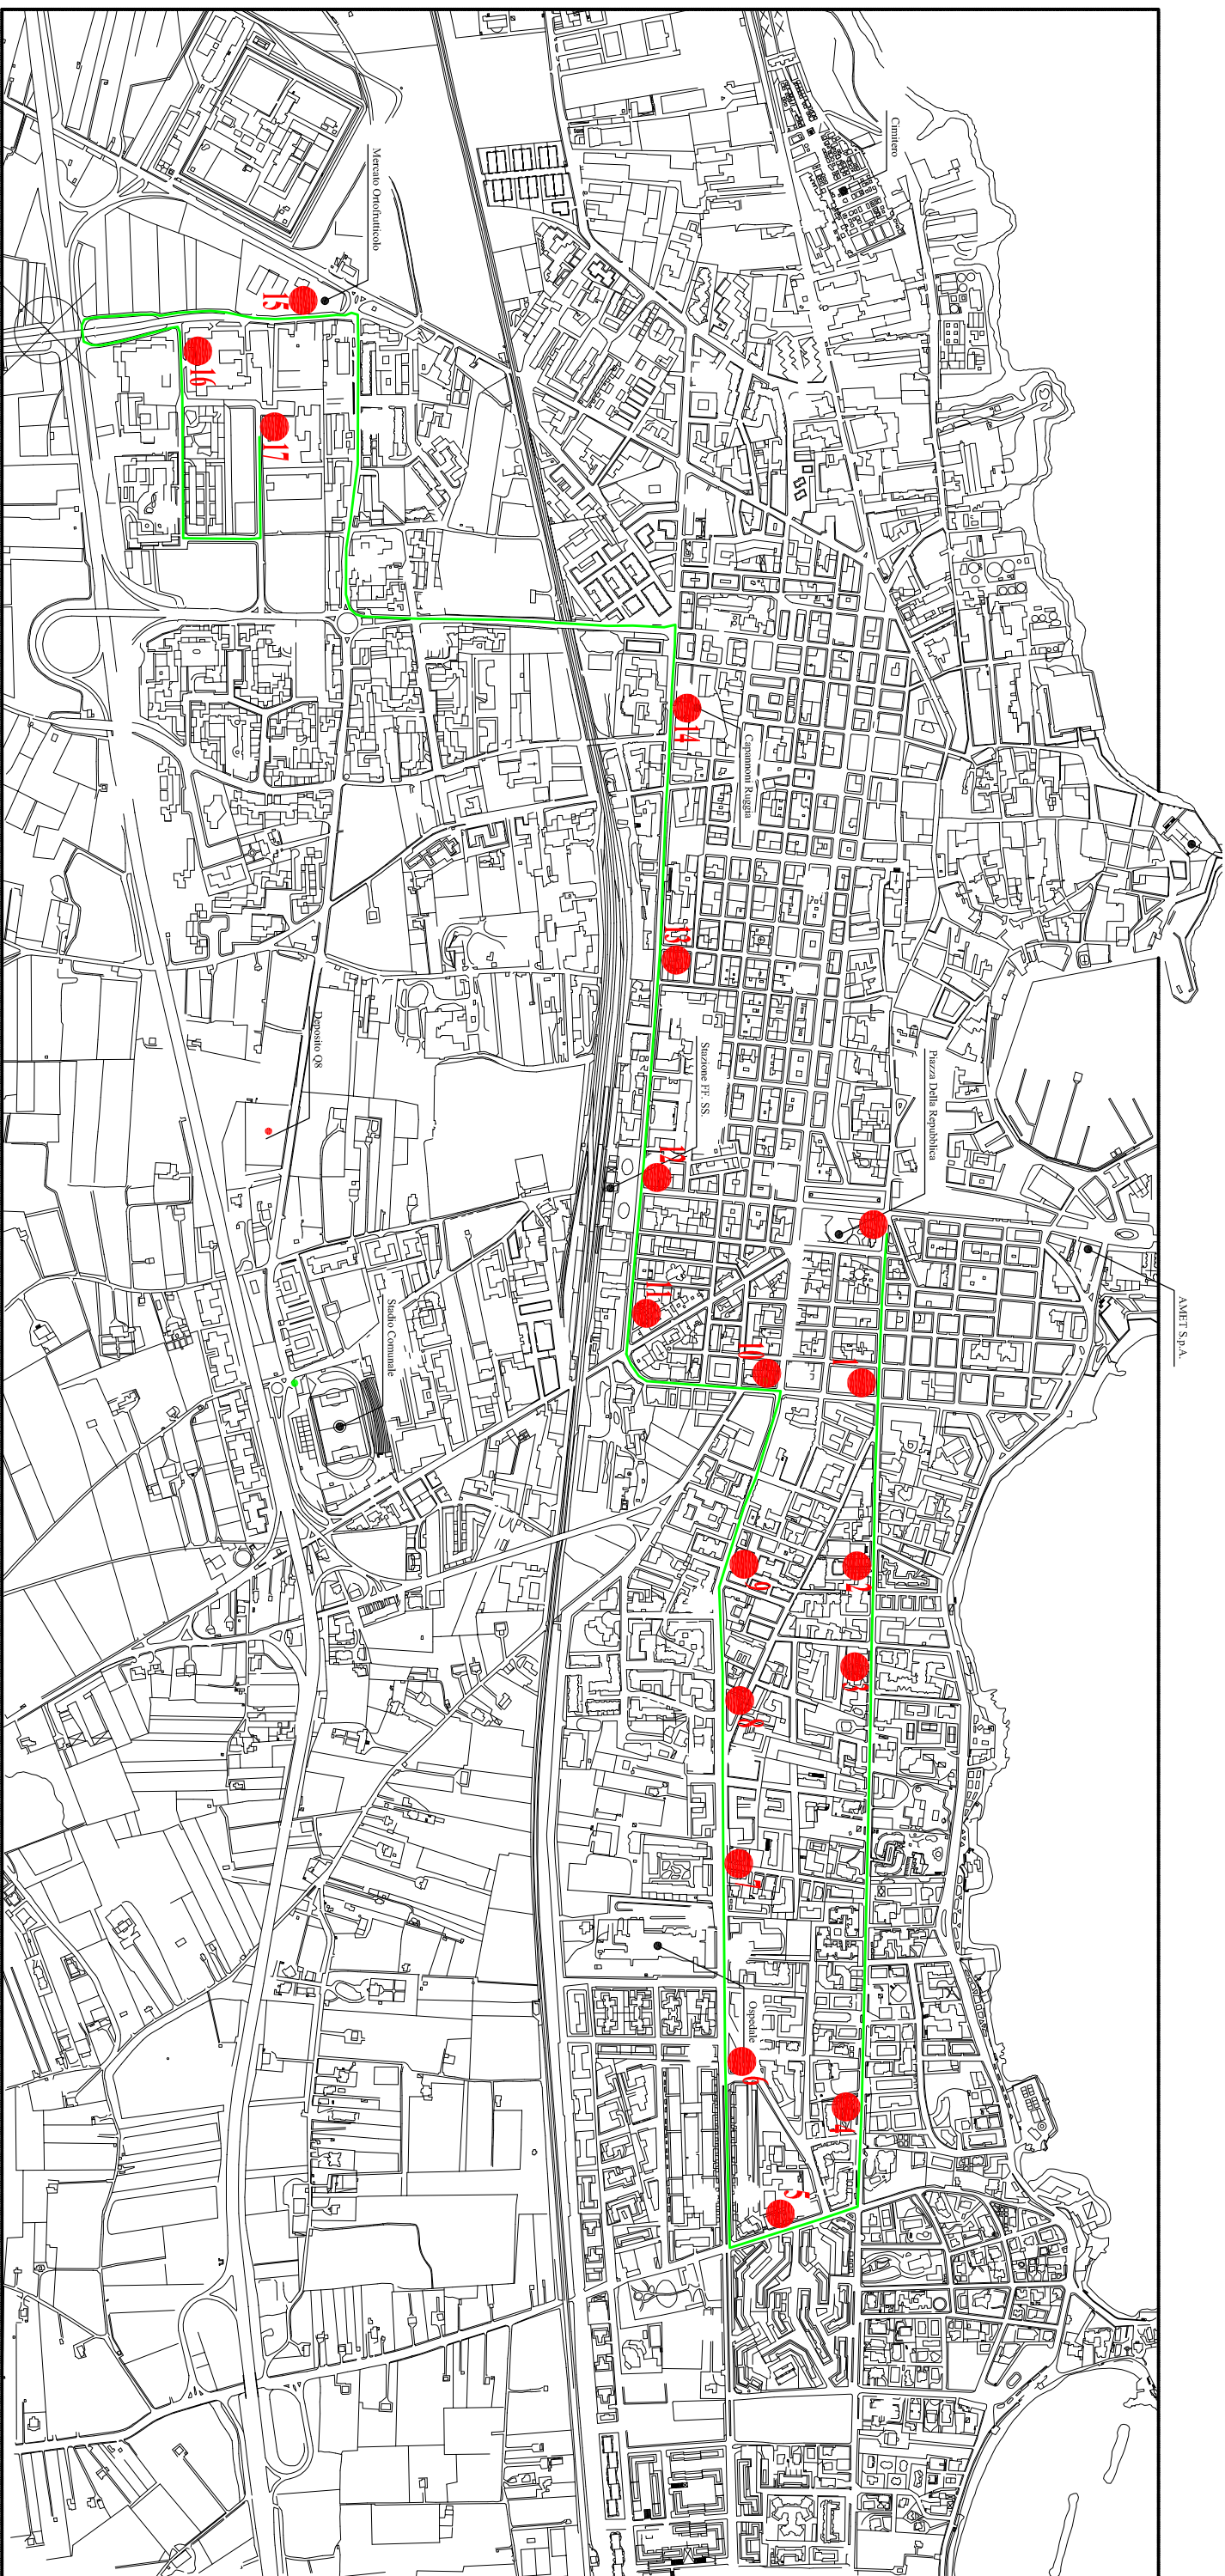 Cimitero
Mercato Ortofrutticolo
15
16
17
Capannoni Ruggia
14
13
Deposito Q8
Stazione FF. SS.
Piazza Della Repubblica
12
AMET S.p.A.
Stadio Comunale
11
10
1
9
2
3
8
7
Ospedale
6
4
5